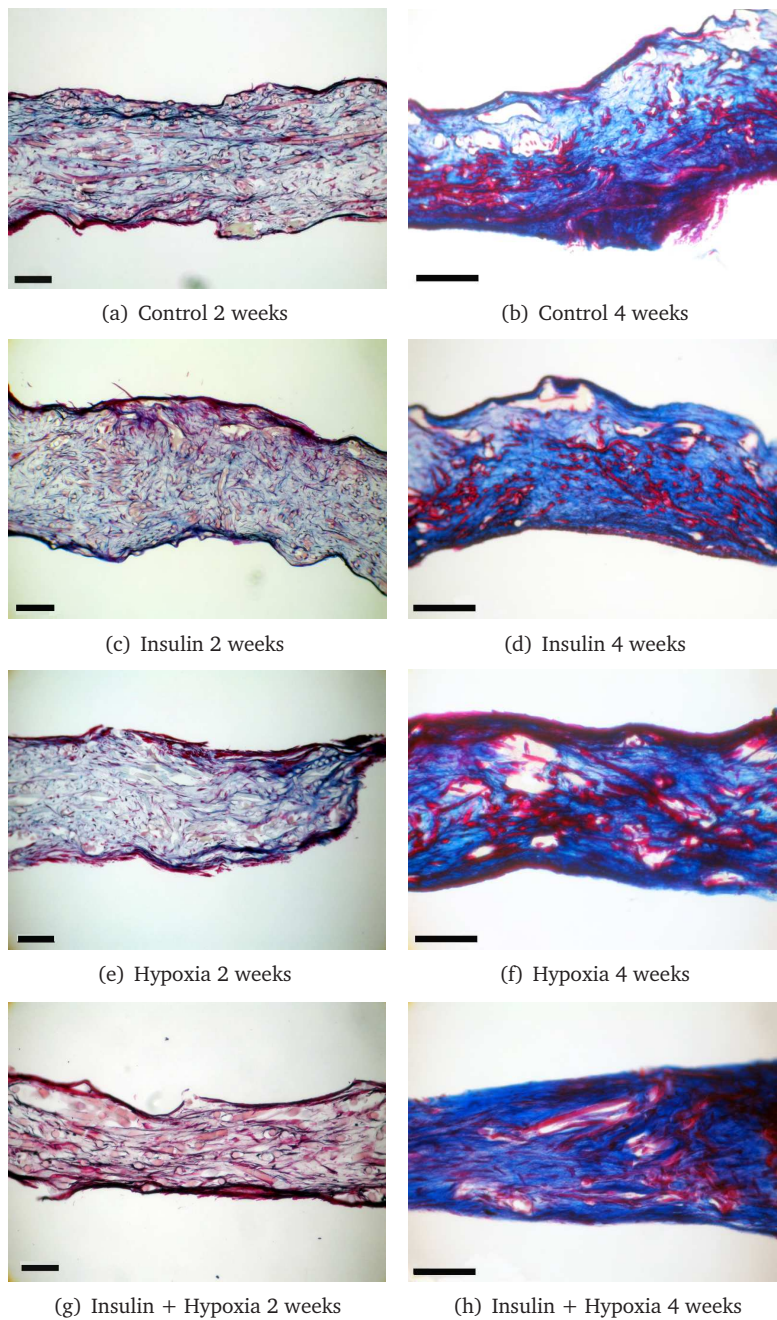 (a) Control 2 weeks
(b) Control 4 weeks
(c) Insulin 2 weeks
(d) Insulin 4 weeks
(e) Hypoxia 2 weeks
(f) Hypoxia 4 weeks
(g) Insulin + Hypoxia 2 weeks
(h) Insulin + Hypoxia 4 weeks